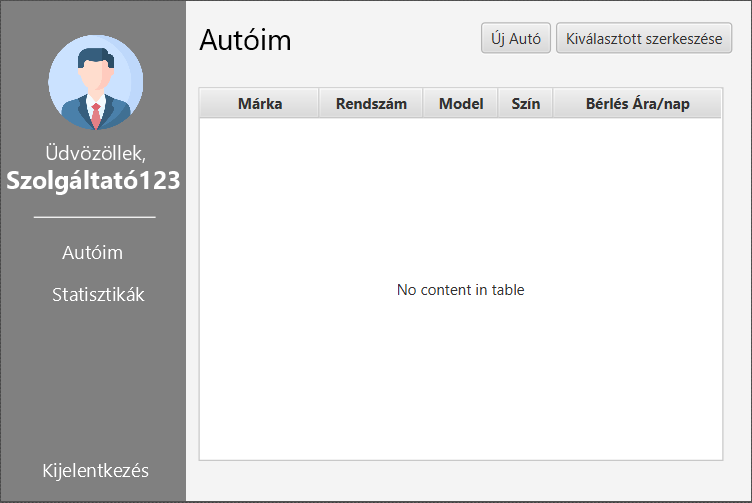 Üdvözöllek,
Szolgáltató123
Autóim
Statisztikák
Kijelentkezés
Autóim
Új Autó
Kiválasztott szerkeszése
Márka
Rendszám
Model
Szín
Bérlés Ára/nap
No content in table